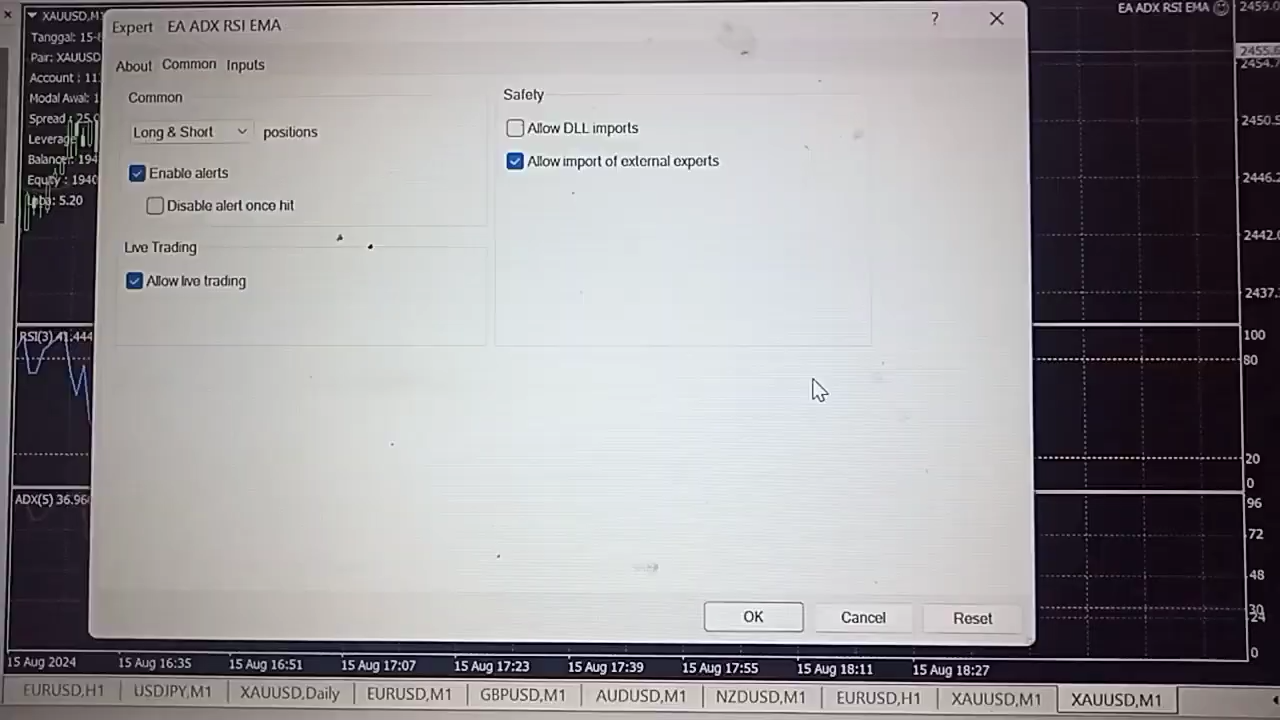 XAUUSD,M1
EA ADX RSI EMA
2459.0
Expert EA ADX RSI EMA
?
Tanggal: 15-
Pair: XAUUSD
Account : 11
Modal Awal: 1
Spread : 25.0
Leverage
Balance: 194
Equity : 1940
5.20
About Common Inputs
Common
Long & Short positions
Enable alerts
Disable alert once hit
Live Trading
Allow live trading
Safety
Allow DLL imports
Allow import of external experts
OK Cancel Reset
2455.
2454.7
2450.5
2446.2
2442.0
2437.
RSI(3) 41.444
100
80
20
0
ADX(5) 36.96
96
72
48
30
24
0
15 Aug 2024 15 Aug 16:35 15 Aug 16:51 15 Aug 17:07 15 Aug 17:23 15 Aug 17:39 15 Aug 17:55 15 Aug 18:11 15 Aug 18:27
EURUSD,H1 USDJPY,M1 XAUUSD,Daily EURUSD,M1 GBPUSD,M1 AUDUSD,M1 NZDUSD,M1 EURUSD,H1 XAUUSD,M1 XAUUSD,M1